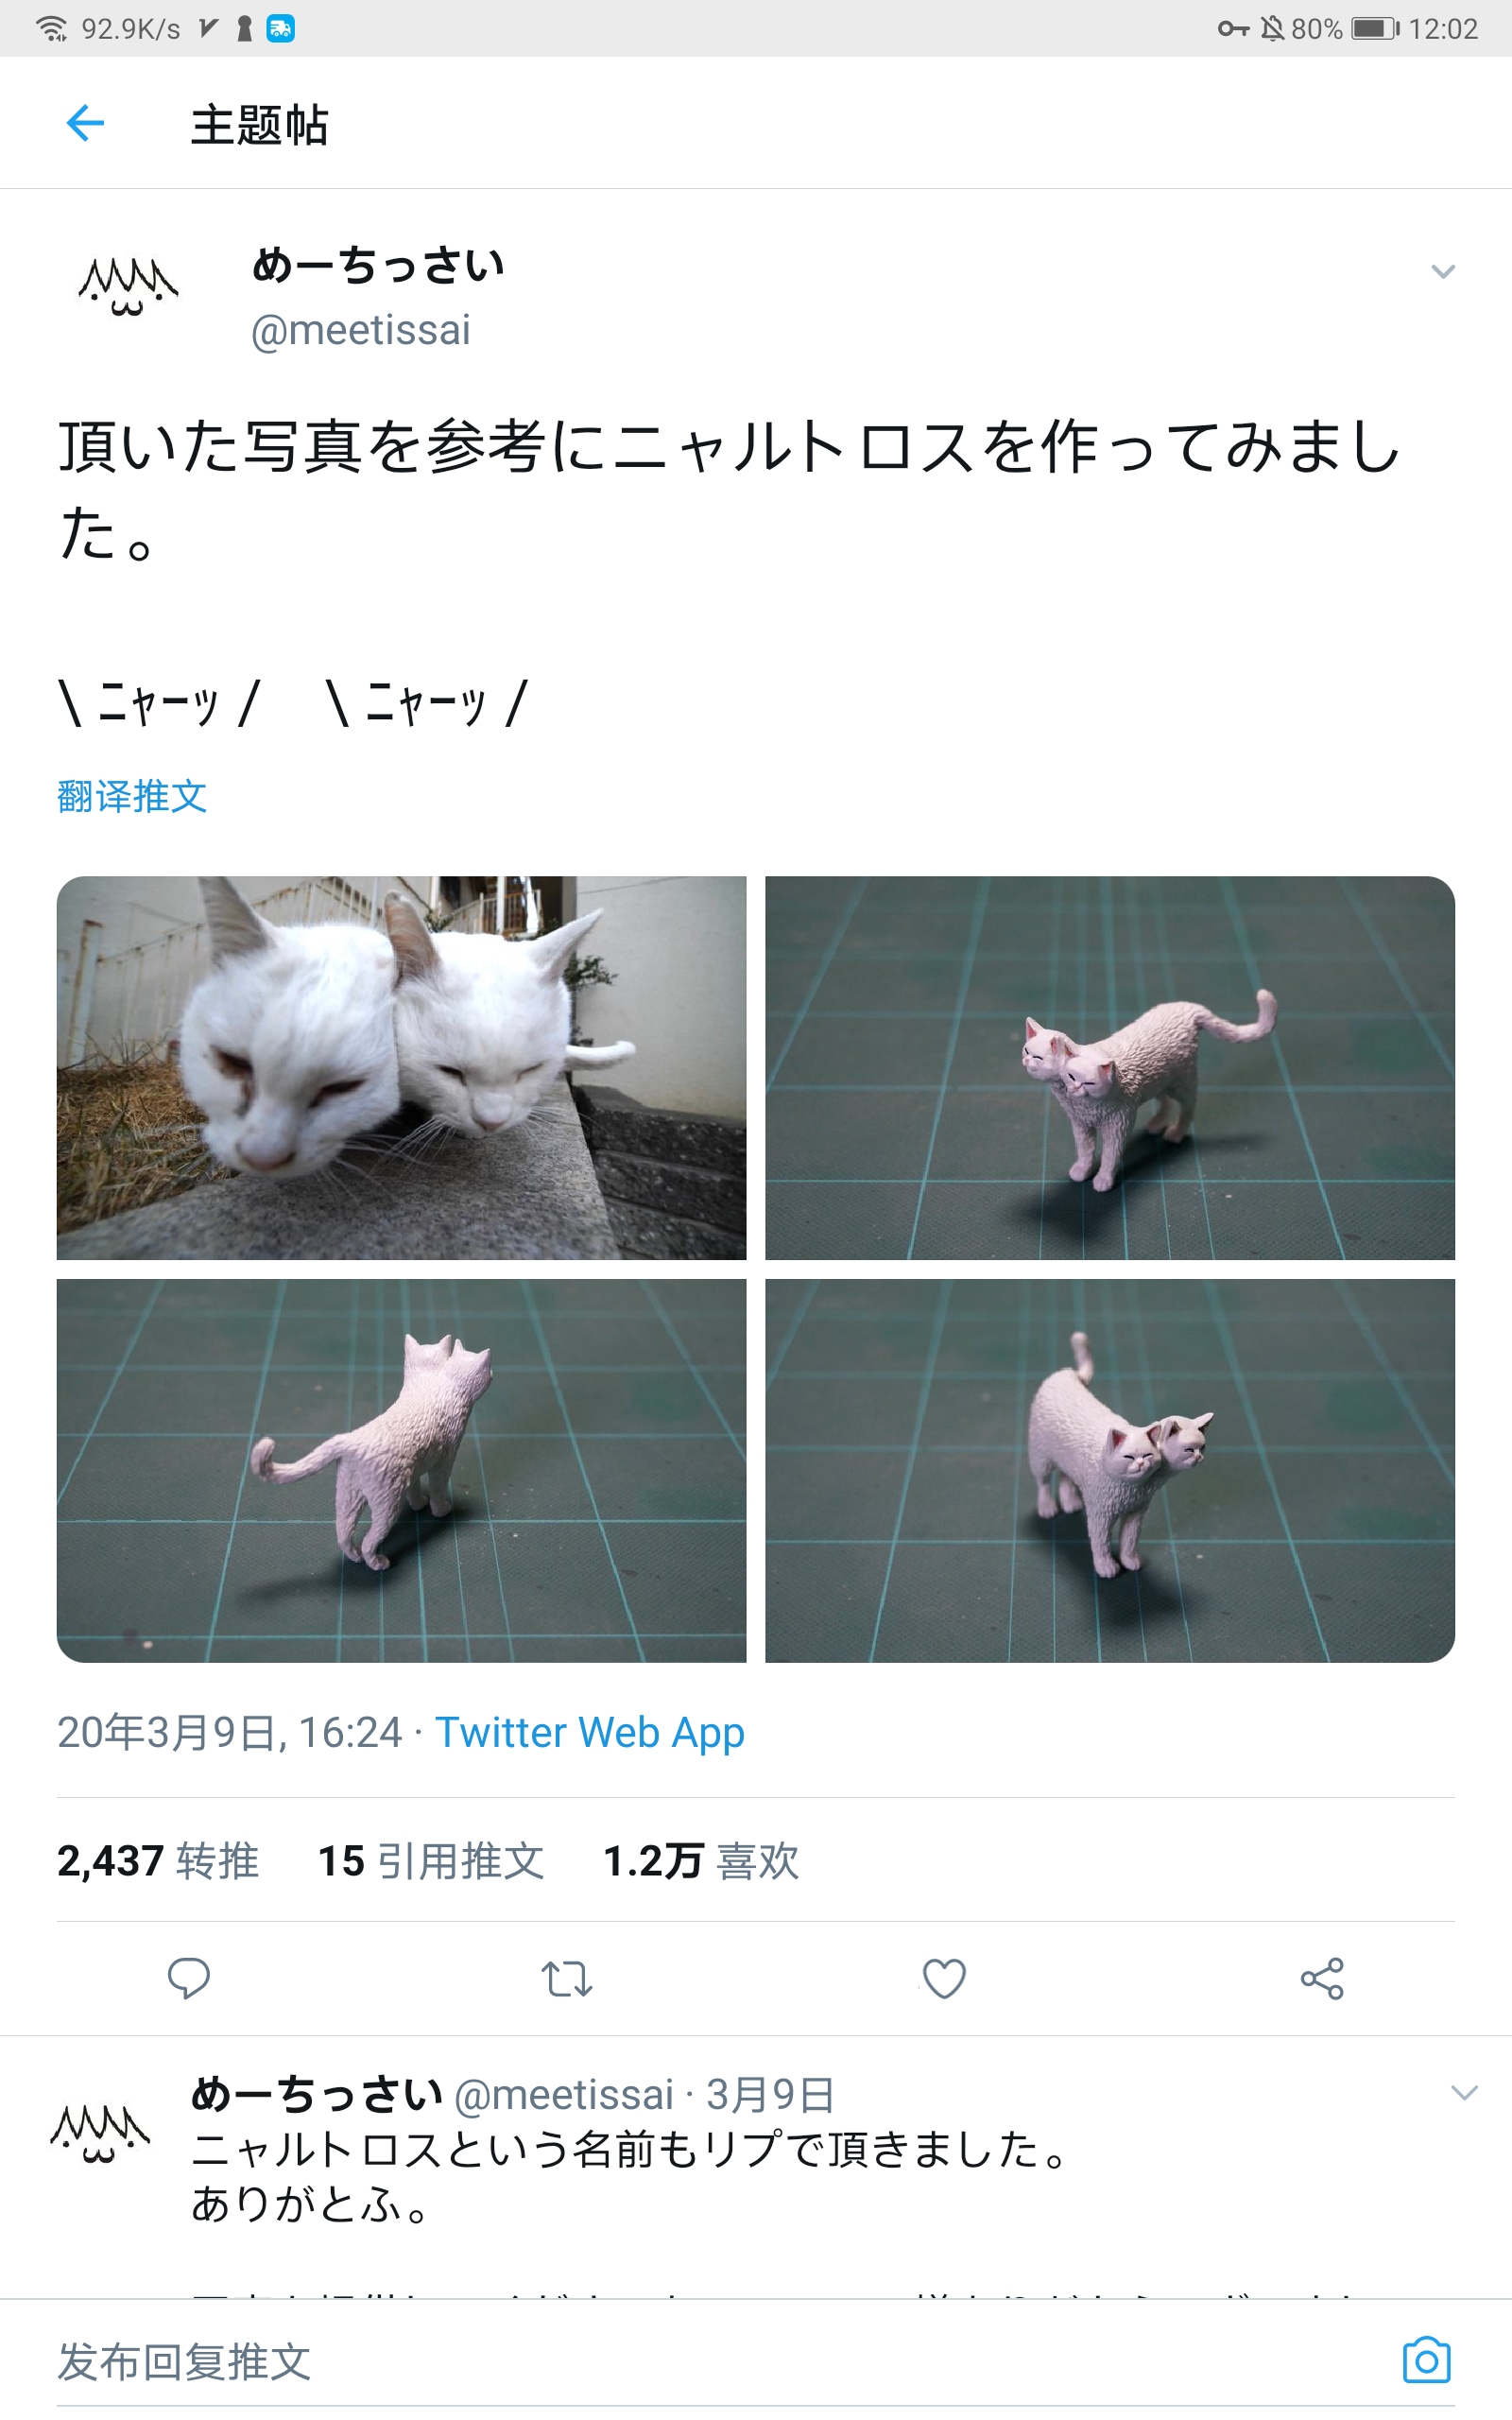 92.9K/s
80% 12:02
主题帖
めーちっさい
@meetissai
頂いた写真を参考にニャルトロスを作ってみまし
た。
\ ﾆｬｰｯ / \ ﾆｬｰｯ /
翻译推文
20年3月9日, 16:24 · Twitter Web App
2,437 转推 15 引用推文 1.2万 喜欢
めーちっさい @meetissai · 3月9日
ニャルトロスという名前もリプで頂きました。
ありがとふ。
发布回复推文